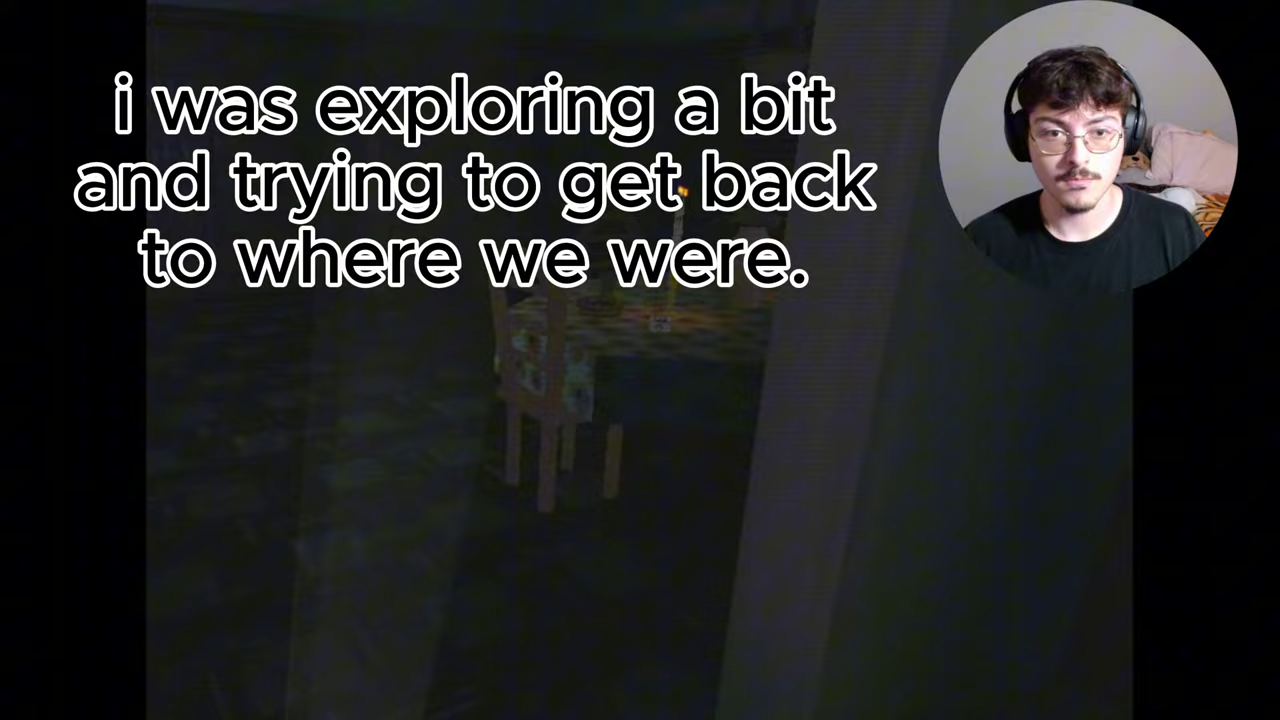 i was exploring a bit
and trying to get back
to where we were.